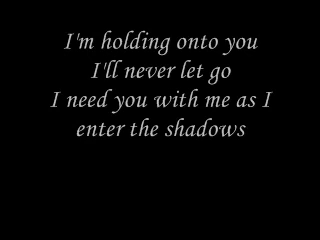 I'm holding onto you
I'll never let go
I need you with me as I
enter the shadows